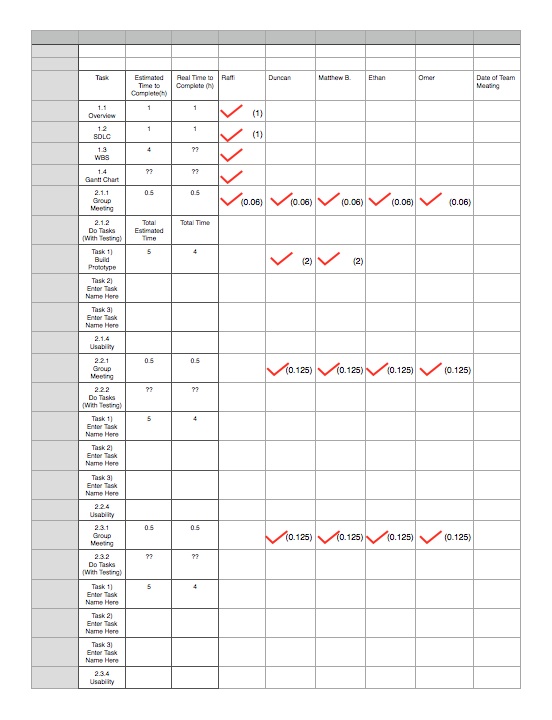 Task Estimated Time to Complete(h) Real Time to Complete (h) Raffi Duncan Matthew B. Ethan Omer Date of Team Meating
1.1 Overview 1 1 (1)
1.2 SDLC 1 1 (1)
1.3 WBS 4 ??
1.4 Gantt Chart ?? ??
2.1.1 Group Meeting 0.5 0.5 (0.06) (0.06) (0.06) (0.06) (0.06)
2.1.2 Do Tasks (With Testing) Total Estimated Time Total Time
Task 1) Build Prototype 5 4 (2) (2)
Task 2) Enter Task Name Here
Task 3) Enter Task Name Here
2.1.4 Usability
2.2.1 Group Meeting 0.5 0.5 (0.125) (0.125) (0.125) (0.125)
2.2.2 Do Tasks (With Testing) ?? ??
Task 1) Enter Task Name Here 5 4
Task 2) Enter Task Name Here
Task 3) Enter Task Name Here
2.2.4 Usability
2.3.1 Group Meeting 0.5 0.5 (0.125) (0.125) (0.125) (0.125)
2.3.2 Do Tasks (With Testing) ?? ??
Task 1) Enter Task Name Here 5 4
Task 2) Enter Task Name Here
Task 3) Enter Task Name Here
2.3.4 Usability